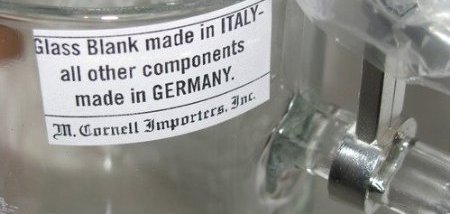 Glass Blank made in ITALY-
all other components
made in GERMANY.
M. Cornell Importers, Inc.